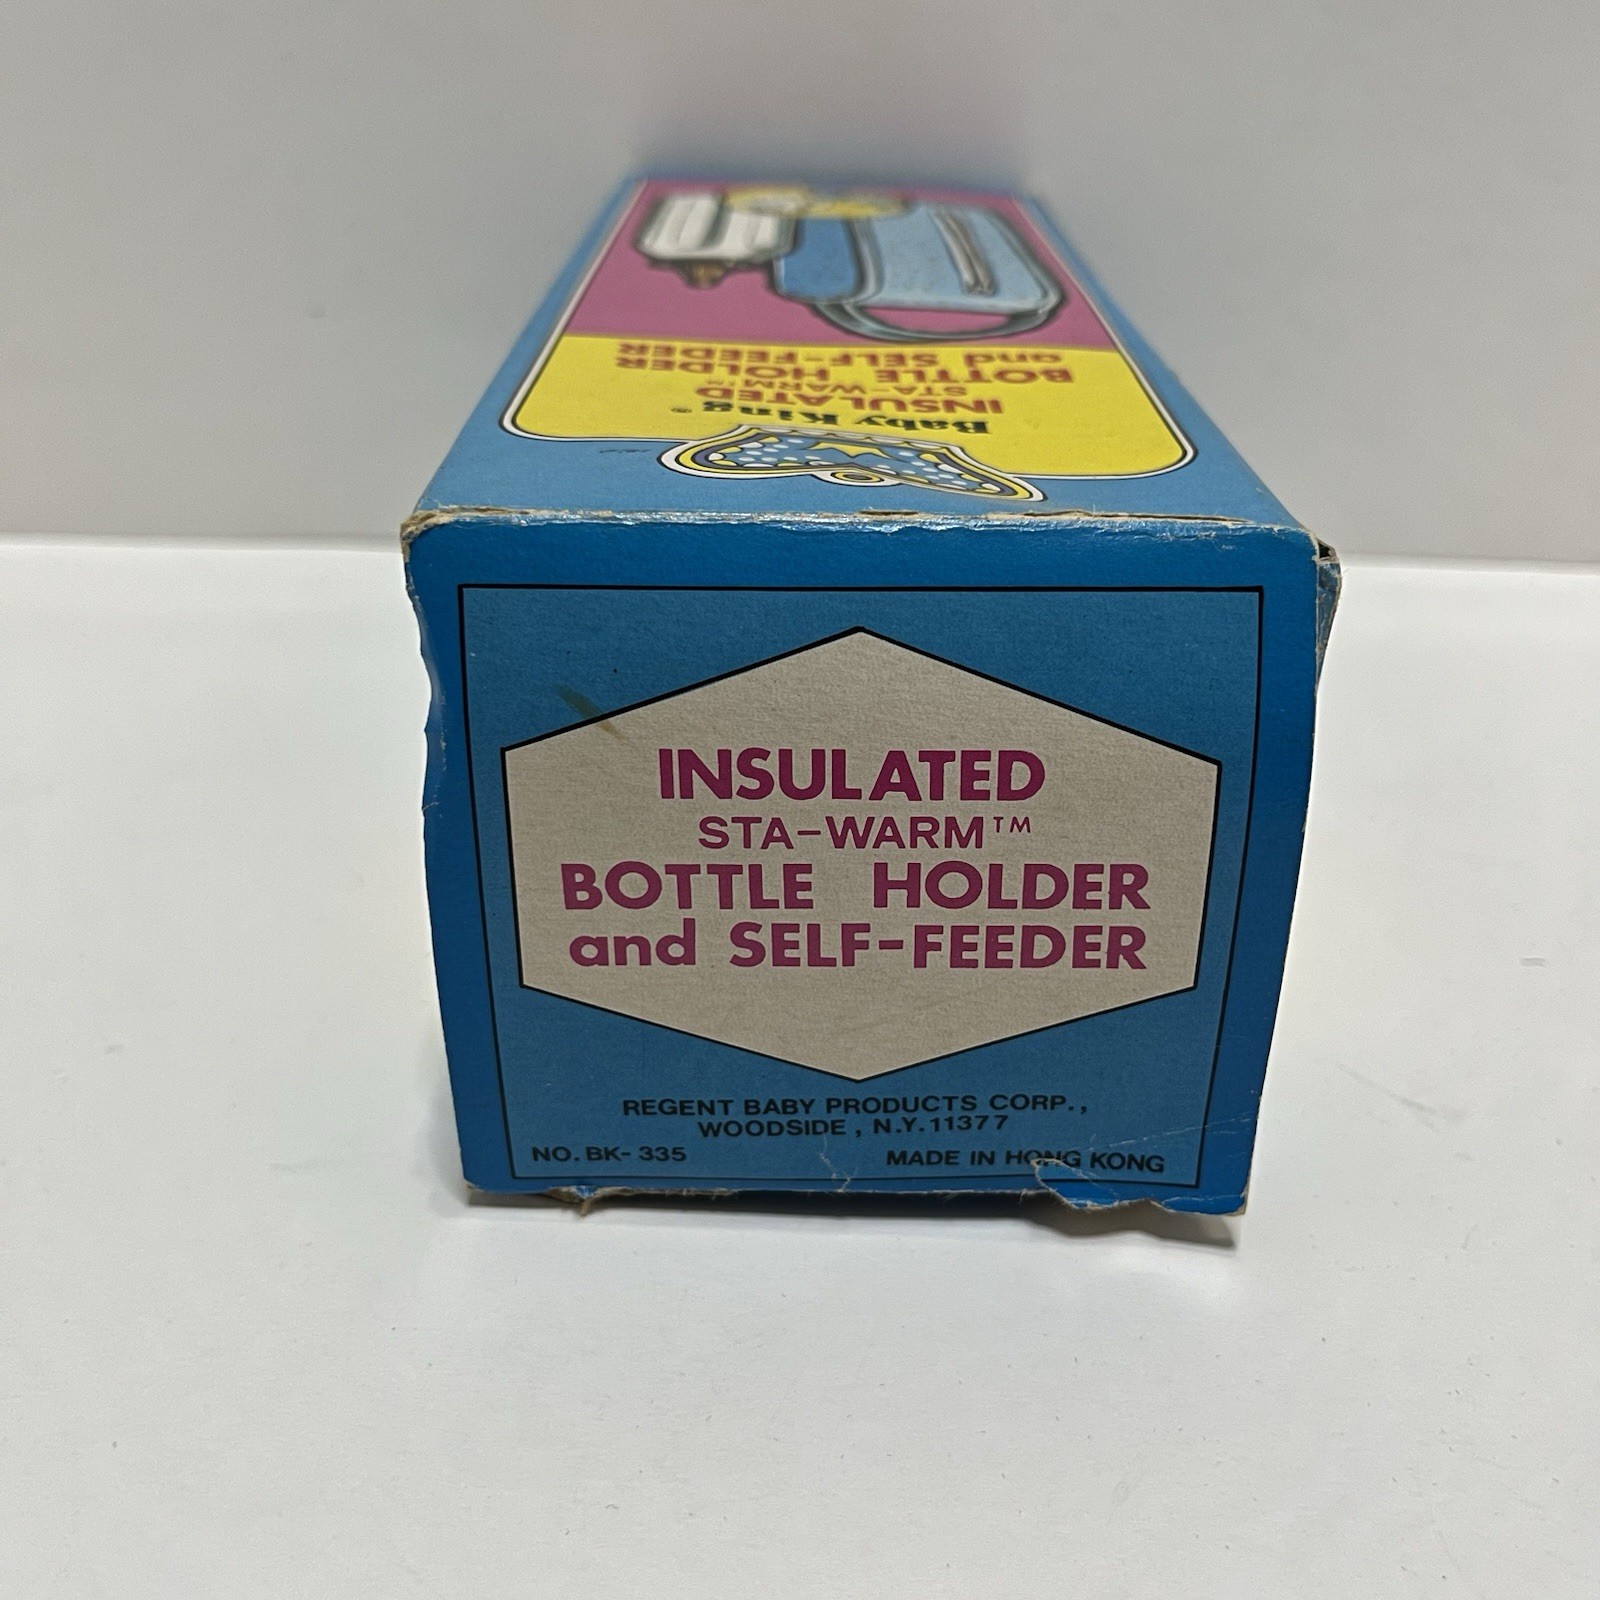 and SELF-FEEDER
BOTTLE HOLDER
STA-WARM™
INSULATED
Baby King®
INSULATED
STA-WARM™
BOTTLE HOLDER
and SELF-FEEDER
REGENT BABY PRODUCTS CORP.,
WOODSIDE, N.Y. 11377
NO. BK-335
MADE IN HONG KONG